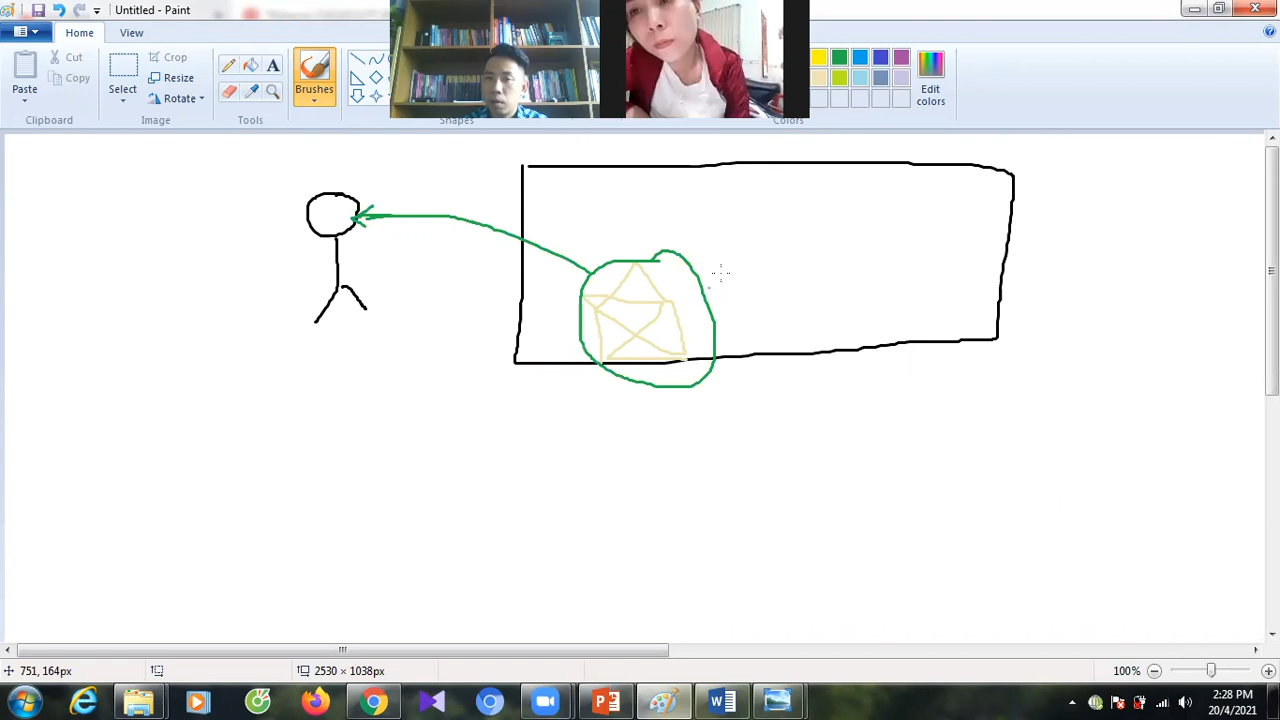 Untitled - Paint
Home
View
Paste
Cut
Copy
Clipboard
Select
Crop
Resize
Rotate
Image
Tools
Brushes
Shapes
Edit
colors
Colors
751, 164px
2530 × 1038px
100%
2:28 PM
20/4/2021